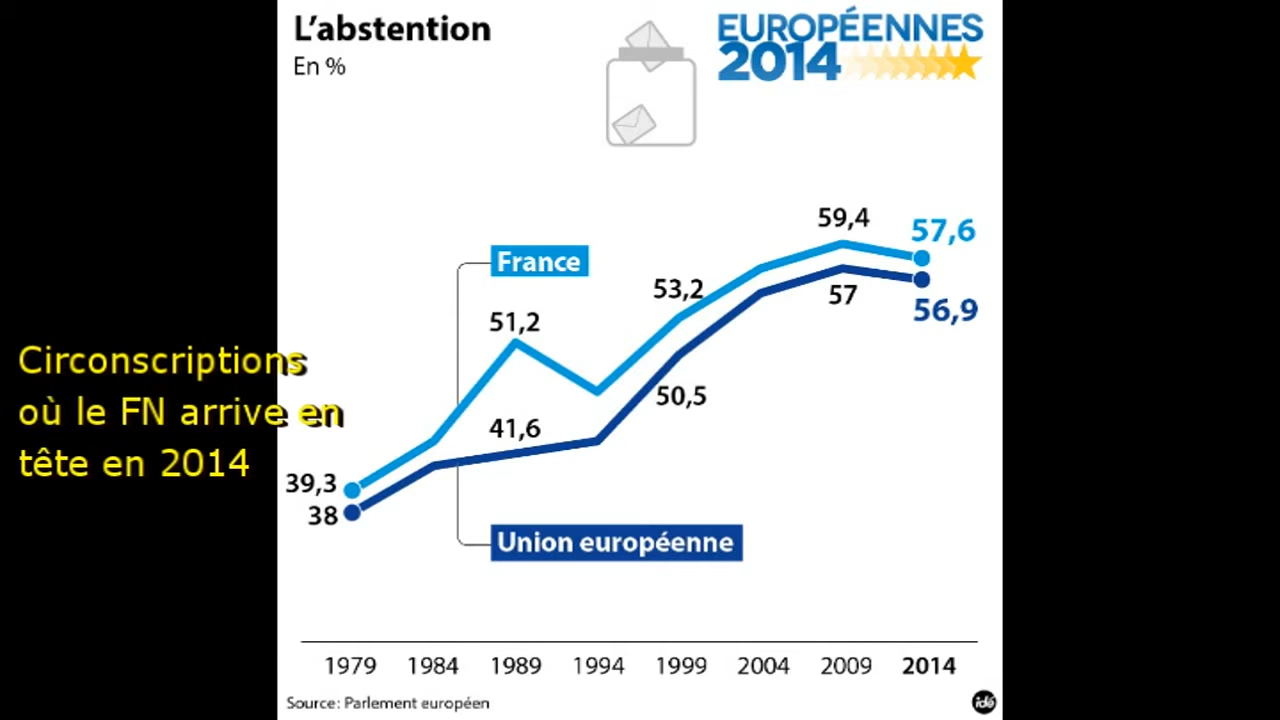 L'abstention
En %
EUROPÉENNES
2014
59,4
57,6
France
53,2
57
56,9
51,2
Circonscriptions
où le FN arrive en
tête en 2014
50,5
41,6
39,3
38
Union européenne
1979 1984 1989 1994 1999 2004 2009 2014
Source: Parlement européen
idé